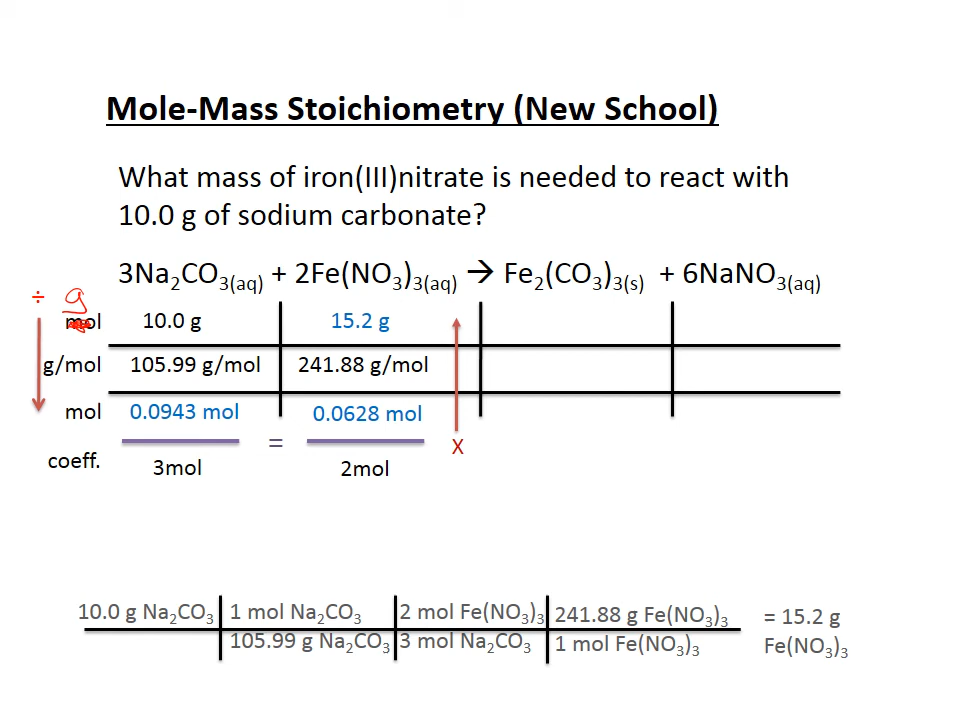 Mole-Mass Stoichiometry (New School)
What mass of iron(III)nitrate is needed to react with
10.0 g of sodium carbonate?
3Na₂CO₃(aq) + 2Fe(NO₃)₃(aq) → Fe₂(CO₃)₃(s) + 6NaNO₃(aq)
÷ g
mol 10.0 g 15.2 g
g/mol 105.99 g/mol 241.88 g/mol
mol 0.0943 mol 0.0628 mol
= X
coeff. 3mol 2mol
10.0 g Na₂CO₃ 1 mol Na₂CO₃ 2 mol Fe(NO₃)₃ 241.88 g Fe(NO₃)₃ = 15.2 g
105.99 g Na₂CO₃ 3 mol Na₂CO₃ 1 mol Fe(NO₃)₃ Fe(NO₃)₃